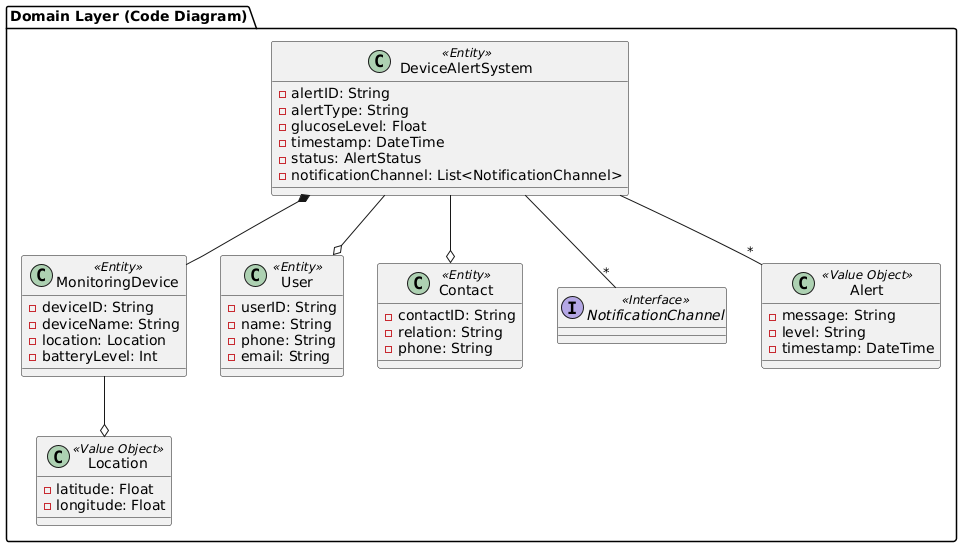 Domain Layer (Code Diagram)
«Entity»
C DeviceAlertSystem
alertID: String
alertType: String
glucoseLevel: Float
timestamp: DateTime
status: AlertStatus
notificationChannel: List<NotificationChannel>
«Entity»
C MonitoringDevice
deviceID: String
deviceName: String
location: Location
batteryLevel: Int
«Entity»
C User
userID: String
name: String
phone: String
email: String
«Entity»
C Contact
contactID: String
relation: String
phone: String
*
«Interface»
I NotificationChannel
*
«Value Object»
C Alert
message: String
level: String
timestamp: DateTime
«Value Object»
C Location
latitude: Float
longitude: Float